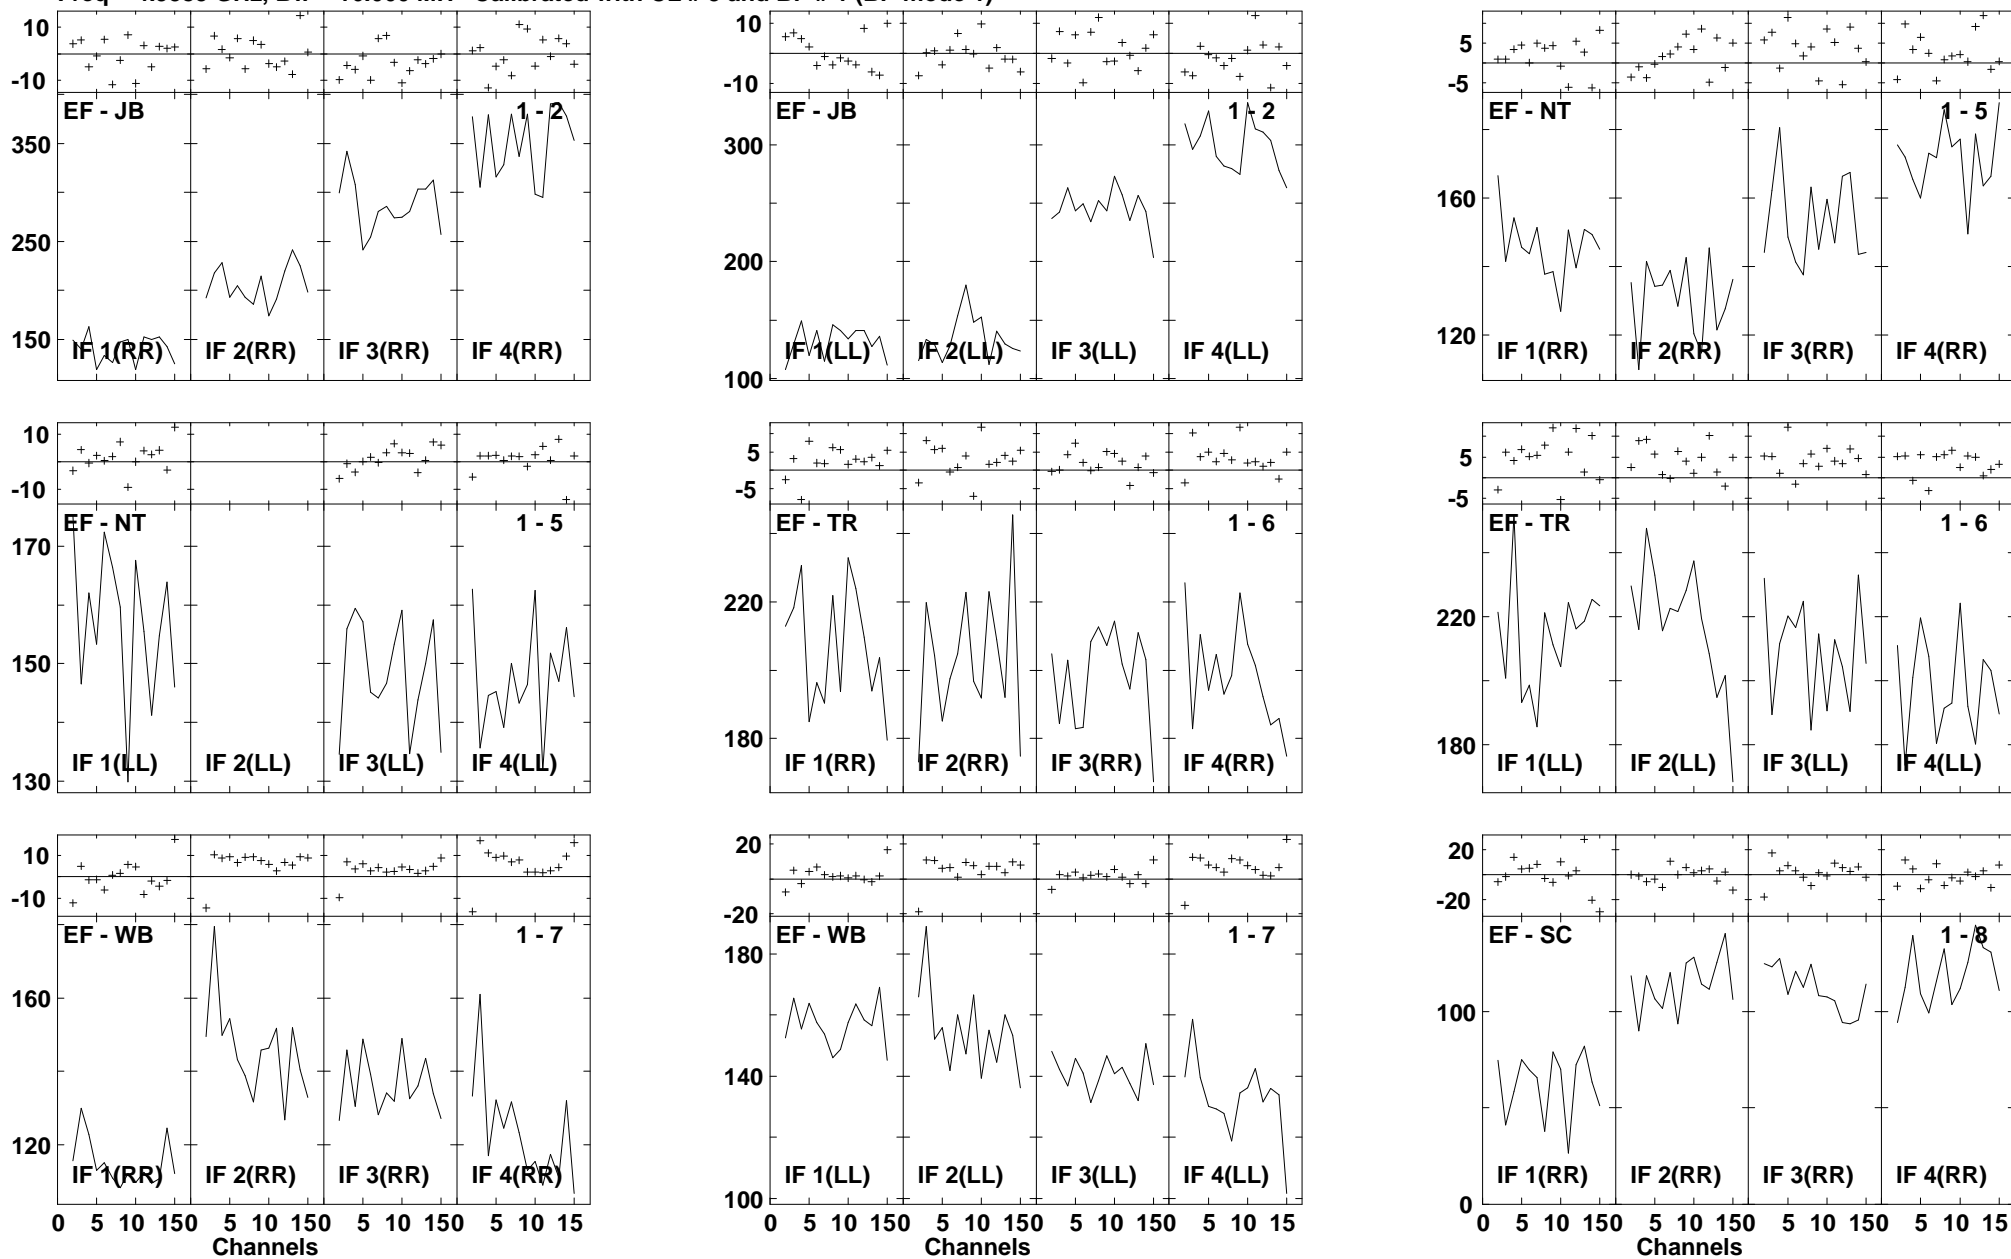 10 10 5
-10 -10 -5
EF - JB 1 - 2 EF - JB 1 - 2 EF - NT 1 - 5
350 300 160
250 200 120
150 100
IF 1(RR) IF 2(RR) IF 3(RR) IF 4(RR) IF 1(LL) IF 2(LL) IF 3(LL) IF 4(LL) IF 1(RR) IF 2(RR) IF 3(RR) IF 4(RR)
10 5 5
-10 -5 -5
EF - NT 1 - 5 EF - TR 1 - 6 EF - TR 1 - 6
170 220 220
150 180 180
130
IF 1(LL) IF 2(LL) IF 3(LL) IF 4(LL) IF 1(RR) IF 2(RR) IF 3(RR) IF 4(RR) IF 1(LL) IF 2(LL) IF 3(LL) IF 4(LL)
10 20 20
-10 -20 -20
EF - WB 1 - 7 EF - WB 1 - 7 EF - SC 1 - 8
160 180 100
120 140 0
100
IF 1(RR) IF 2(RR) IF 3(RR) IF 4(RR) IF 1(LL) IF 2(LL) IF 3(LL) IF 4(LL) IF 1(RR) IF 2(RR) IF 3(RR) IF 4(RR)
0 5 10 150 5 10 150 5 10 150 5 10 15 0 5 10 150 5 10 150 5 10 150 5 10 15 0 5 10 150 5 10 150 5 10 150 5 10 15
Channels Channels Channels